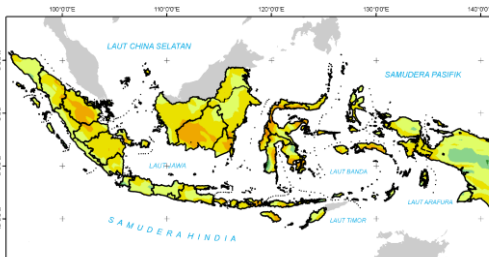 100°0'0"E 110°0'0"E 120°0'0"E 130°0'0"E 140°0'0"E
LAUT CHINA SELATAN
SAMUDERA PASIFIK
LAUT JAWA
LAUT BANDA
LAUT ARAFURA
SAMUDERA HINDIA
LAUT TIMOR